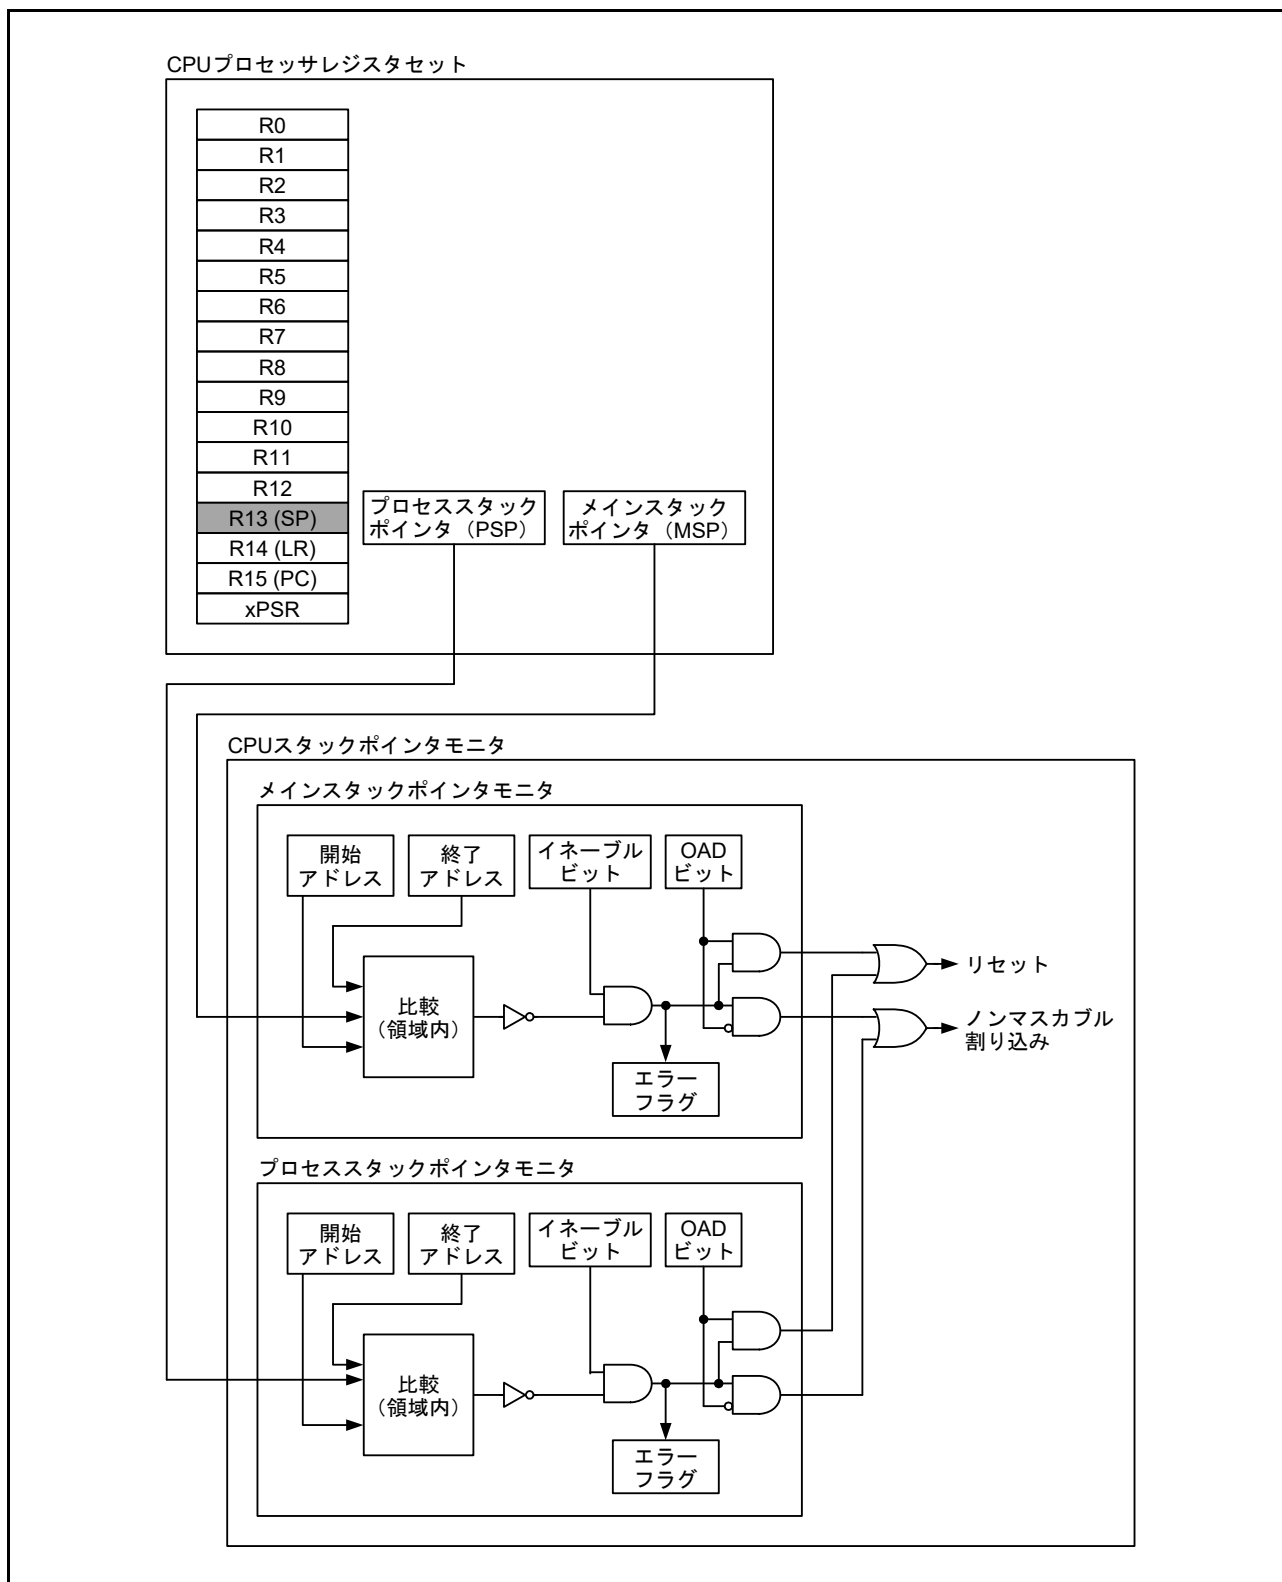 CPUプロセッサレジスタセット
R0
R1
R2
R3
R4
R5
R6
R7
R8
R9
R10
R11
R12
R13 (SP)
R14 (LR)
R15 (PC)
xPSR
プロセススタック
ポインタ（PSP）
メインスタック
ポインタ（MSP）
CPUスタックポインタモニタ
メインスタックポインタモニタ
開始
アドレス
終了
アドレス
イネーブル
ビット
OAD
ビット
比較
（領域内）
エラー
フラグ
リセット
ノンマスカブル
割り込み
プロセススタックポインタモニタ
開始
アドレス
終了
アドレス
イネーブル
ビット
OAD
ビット
比較
（領域内）
エラー
フラグ